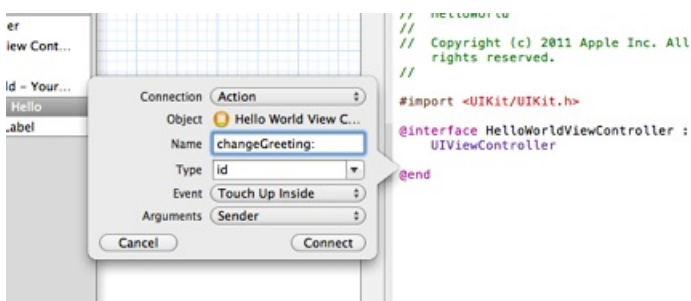 er
iew Cont...
ld – Your...
Hello
Label
Connection Action
Object Hello World View C...
Name changeGreeting:
Type id
Event Touch Up Inside
Arguments Sender
Cancel Connect
// HelloWorld
//
// Copyright (c) 2011 Apple Inc. All
rights reserved.
//
#import <UIKit/UIKit.h>
@interface HelloWorldViewController :
UIViewController
@end